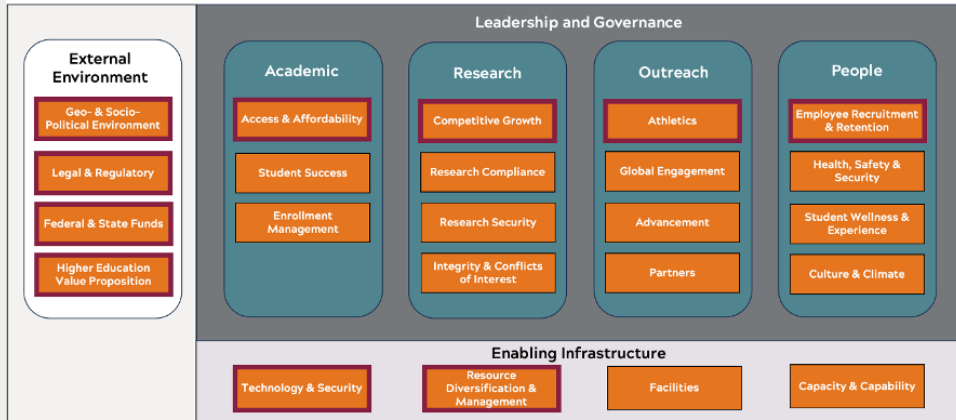 Leadership and Governance
External
Environment
Geo- & Socio-
Political Environment
Legal & Regulatory
Federal & State Funds
Higher Education
Value Proposition
Academic
Access & Affordability
Student Success
Enrollment
Management
Research
Competitive Growth
Research Compliance
Research Security
Integrity & Conflicts
of Interest
Outreach
Athletics
Global Engagement
Advancement
Partners
People
Employee Recruitment
& Retention
Health, Safety &
Security
Student Wellness &
Experience
Culture & Climate
Enabling Infrastructure
Technology & Security
Resource
Diversification &
Management
Facilities
Capacity & Capability